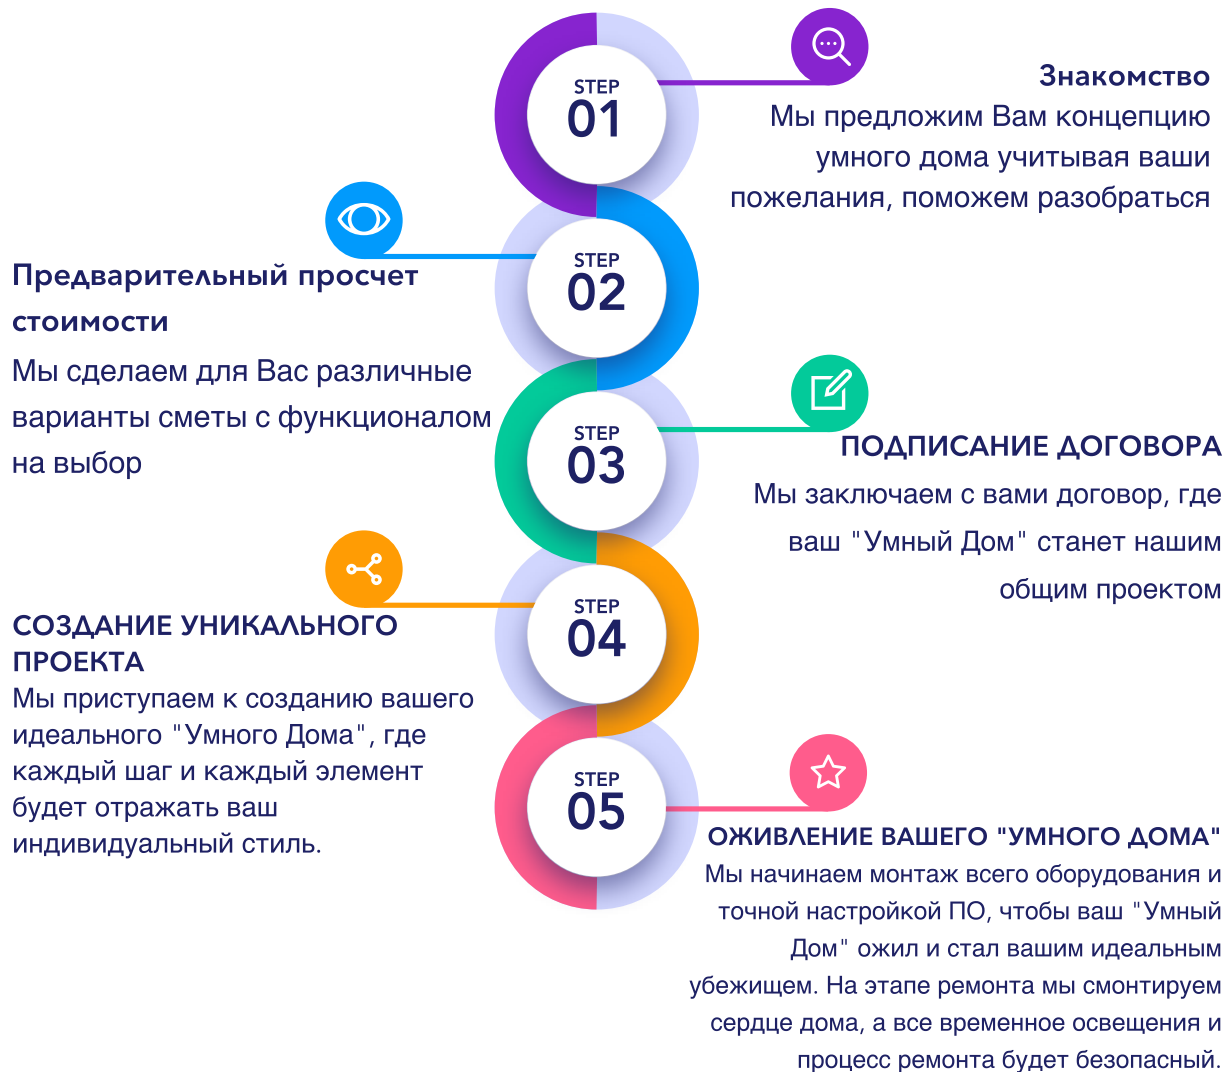 STEP
01
Знакомство
Мы предложим Вам концепцию
умного дома учитывая ваши
пожелания, поможем разобраться
STEP
02
Предварительный просчет
стоимости
Мы сделаем для Вас различные
варианты сметы с функционалом
на выбор
STEP
03
ПОДПИСАНИЕ ДОГОВОРА
Мы заключаем с вами договор, где
ваш "Умный Дом" станет нашим
общим проектом
STEP
04
СОЗДАНИЕ УНИКАЛЬНОГО
ПРОЕКТА
Мы приступаем к созданию вашего
идеального "Умного Дома", где
каждый шаг и каждый элемент
будет отражать ваш
индивидуальный стиль.
STEP
05
ОЖИВЛЕНИЕ ВАШЕГО "УМНОГО ДОМА"
Мы начинаем монтаж всего оборудования и
точной настройкой ПО, чтобы ваш "Умный
Дом" ожил и стал вашим идеальным
убежищем. На этапе ремонта мы смонтируем
сердце дома, а все временное освещения и
процесс ремонта будет безопасный.